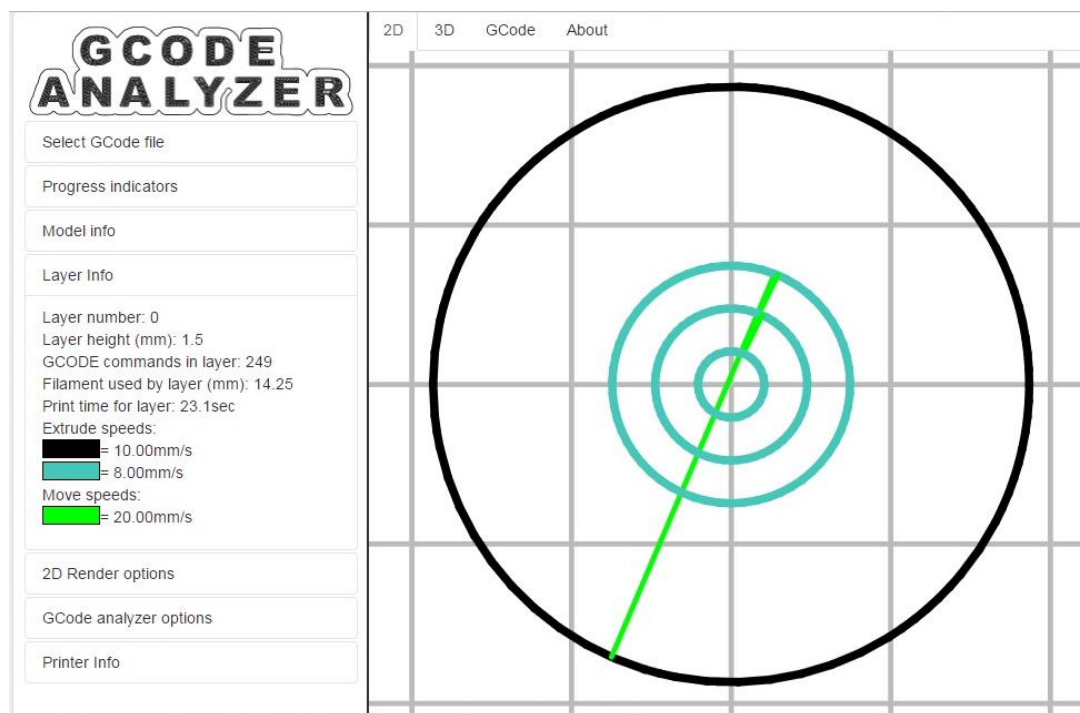 GCODE
ANALYZER
Select GCode file
Progress indicators
Model info
Layer Info
Layer number: 0
Layer height (mm): 1.5
GCODE commands in layer: 249
Filament used by layer (mm): 14.25
Print time for layer: 23.1sec
Extrude speeds:
= 10.00mm/s
= 8.00mm/s
Move speeds:
= 20.00mm/s
2D Render options
GCode analyzer options
Printer Info
2D 3D GCode About